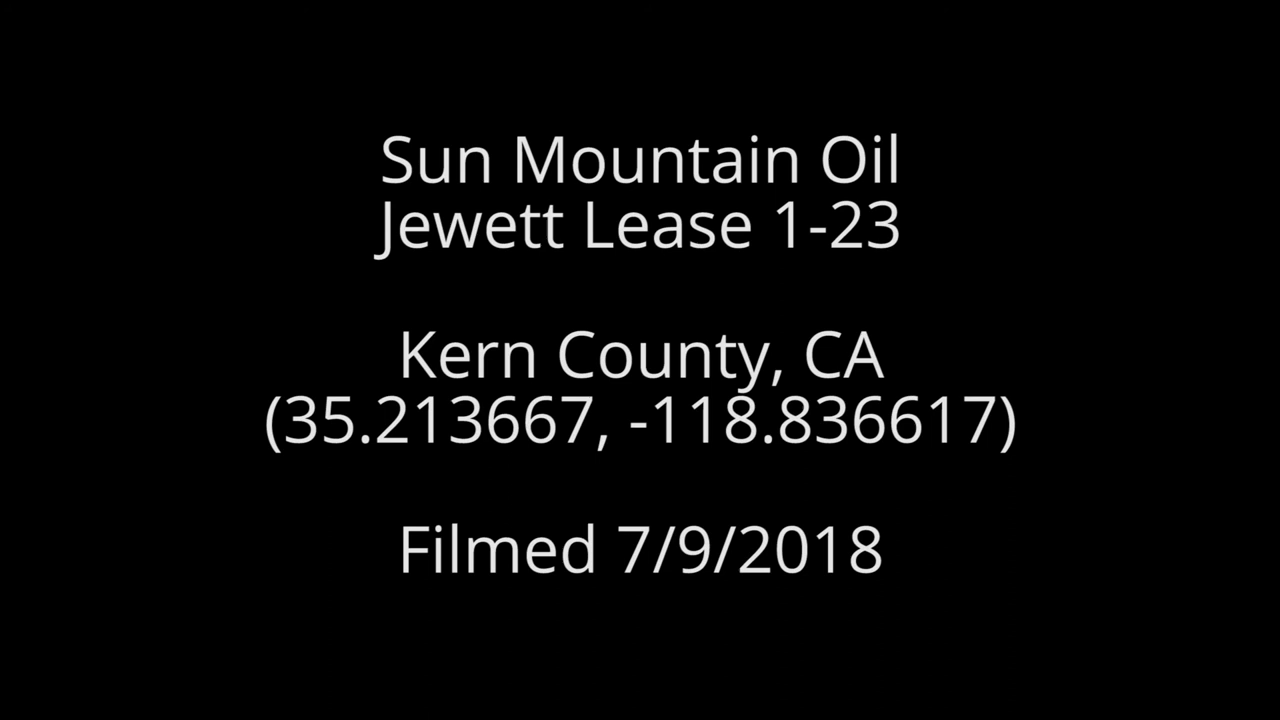 Sun Mountain Oil
Jewett Lease 1-23
Kern County, CA
(35.213667, -118.836617)
Filmed 7/9/2018